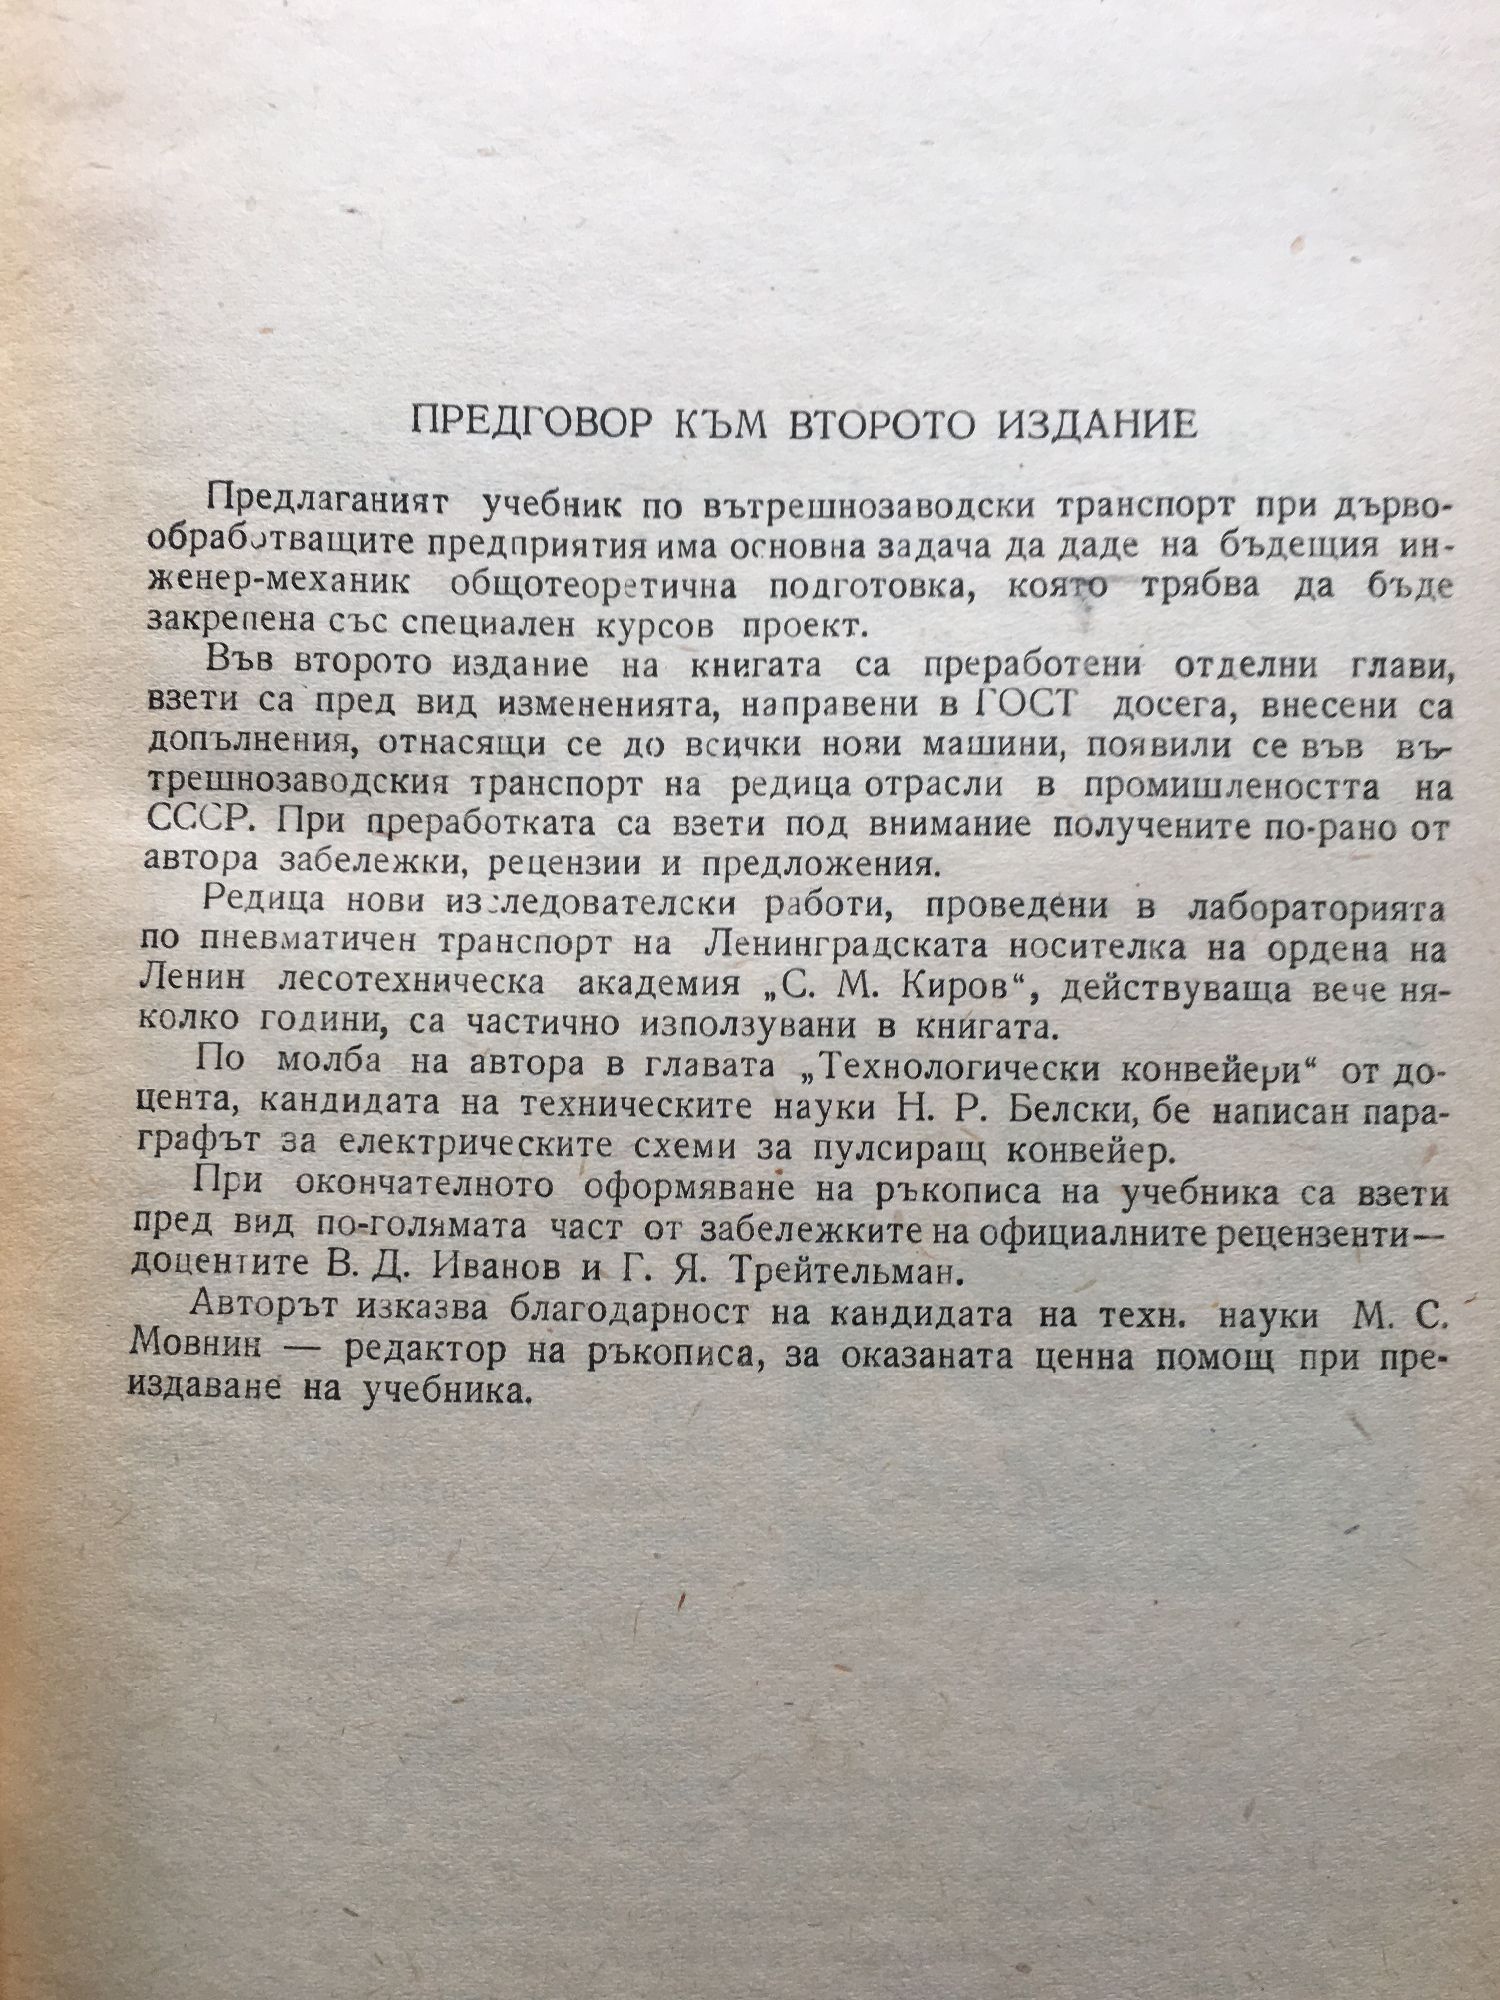 ПРЕДГОВОР КЪМ ВТОРОТО ИЗДАНИЕ
Предлаганият учебник по вътрешнозаводски транспорт при дърво-
обработващите предприятия има основна задача да даде на бъдещия ин-
женер-механик общотеоретична подготовка, която трябва да бъде
закрепена със специален курсов проект.
Във второто издание на книгата са преработени отделни глави,
взети са пред вид измененията, направени в ГОСТ досега, внесени са
допълнения, отнасящи се до всички нови машини, появили се във въ-
трешнозаводския транспорт на редица отрасли в промишлеността на
СССР. При преработката са взети под внимание получените по-рано от
автора забележки, рецензии и предложения.
Редица нови изследователски работи, проведени в лабораторията
по пневматичен транспорт на Ленинградската носителка на ордена на
Ленин лесотехническа академия „С. М. Киров“, действуваща вече ня-
колко години, са частично използувани в книгата.
По молба на автора в главата „Технологически конвейери“ от до-
цента, кандидата на техническите науки Н. Р. Белски, бе написан пара-
графът за електрическите схеми за пулсиращ конвейер.
При окончателното оформяване на ръкописа на учебника са взети
пред вид по-голямата част от забележките на официалните рецензенти—
доцентите В. Д. Иванов и Г. Я. Трейтельман.
Авторът изказва благодарност на кандидата на техн. науки М. С.
Мовнин — редактор на ръкописа, за оказаната ценна помощ при пре-
издаване на учебника.